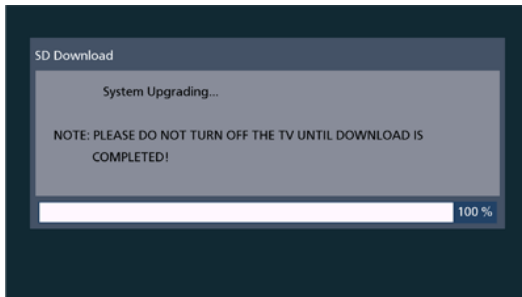 SD Download
System Upgrading...
NOTE: PLEASE DO NOT TURN OFF THE TV UNTIL DOWNLOAD IS
COMPLETED!
100 %